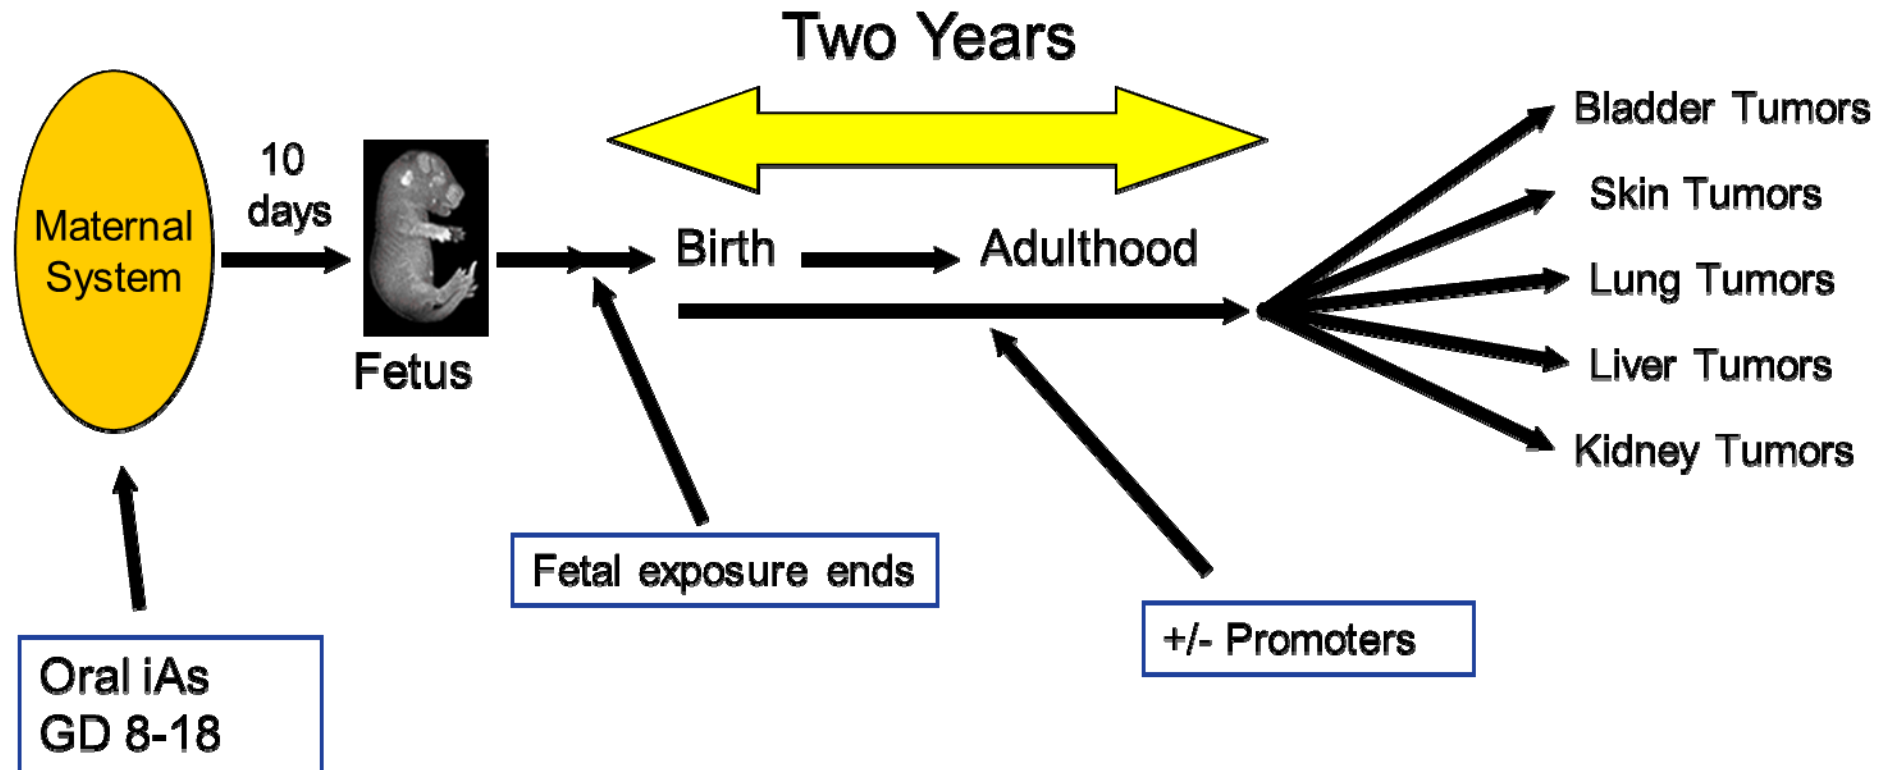 Two Years
10
days
Maternal
System
Fetus
Birth
Adulthood
Bladder Tumors
Skin Tumors
Lung Tumors
Liver Tumors
Kidney Tumors
Fetal exposure ends
+/- Promoters
Oral iAs
GD 8-18